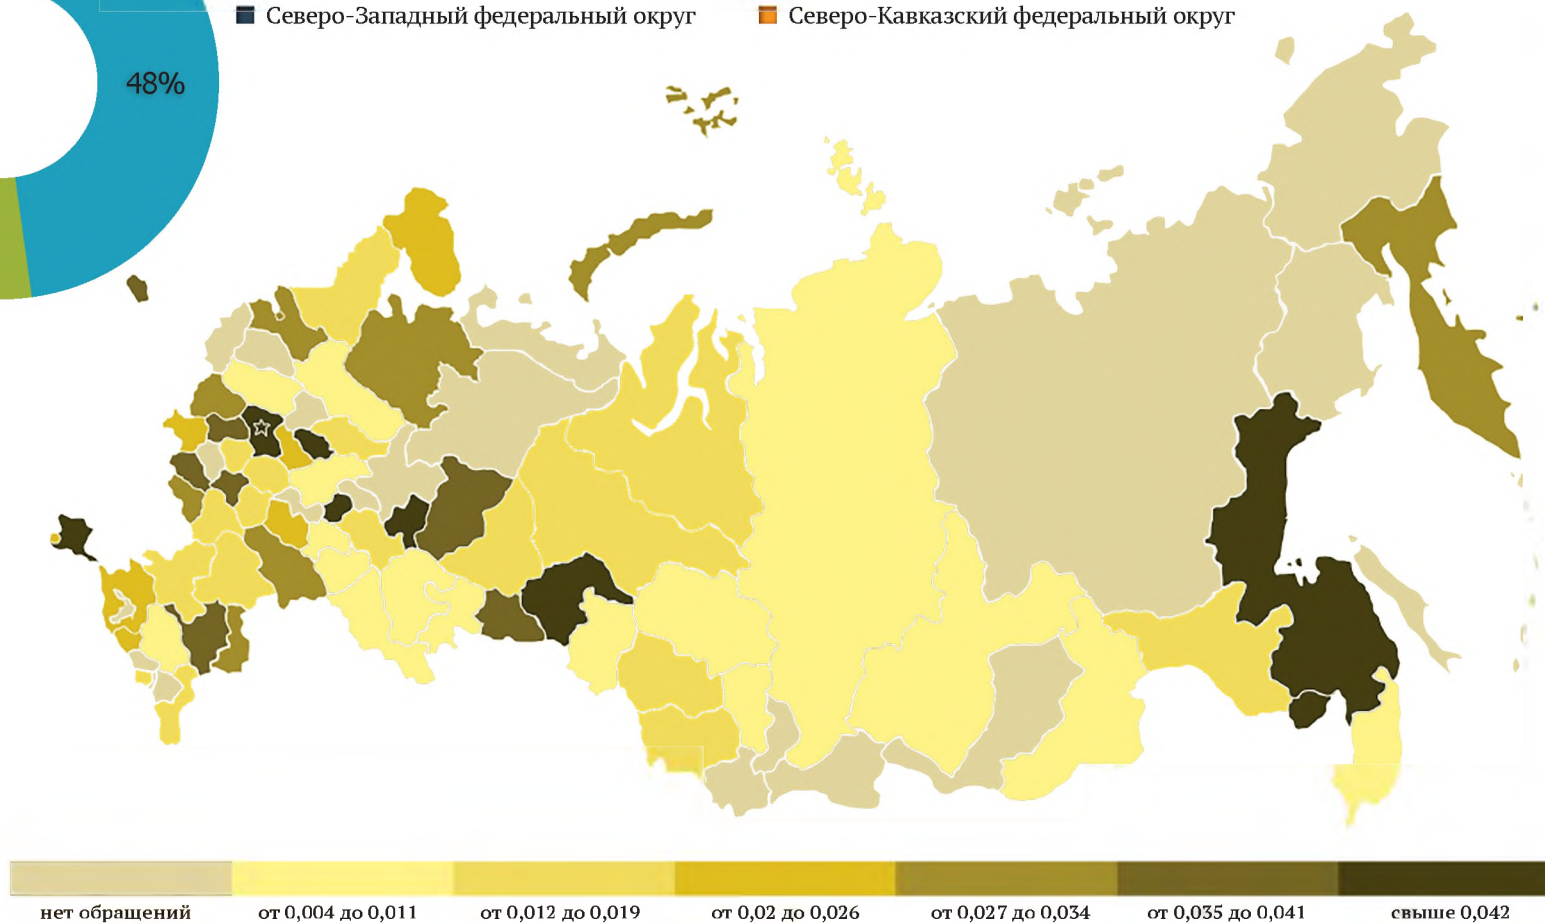 Северо-Западный федеральный округ
Северо-Кавказский федеральный округ
48%
нет обращений
от 0,004 до 0,011
от 0,012 до 0,019
от 0,02 до 0,026
от 0,027 до 0,034
от 0,035 до 0,041
свыше 0,042